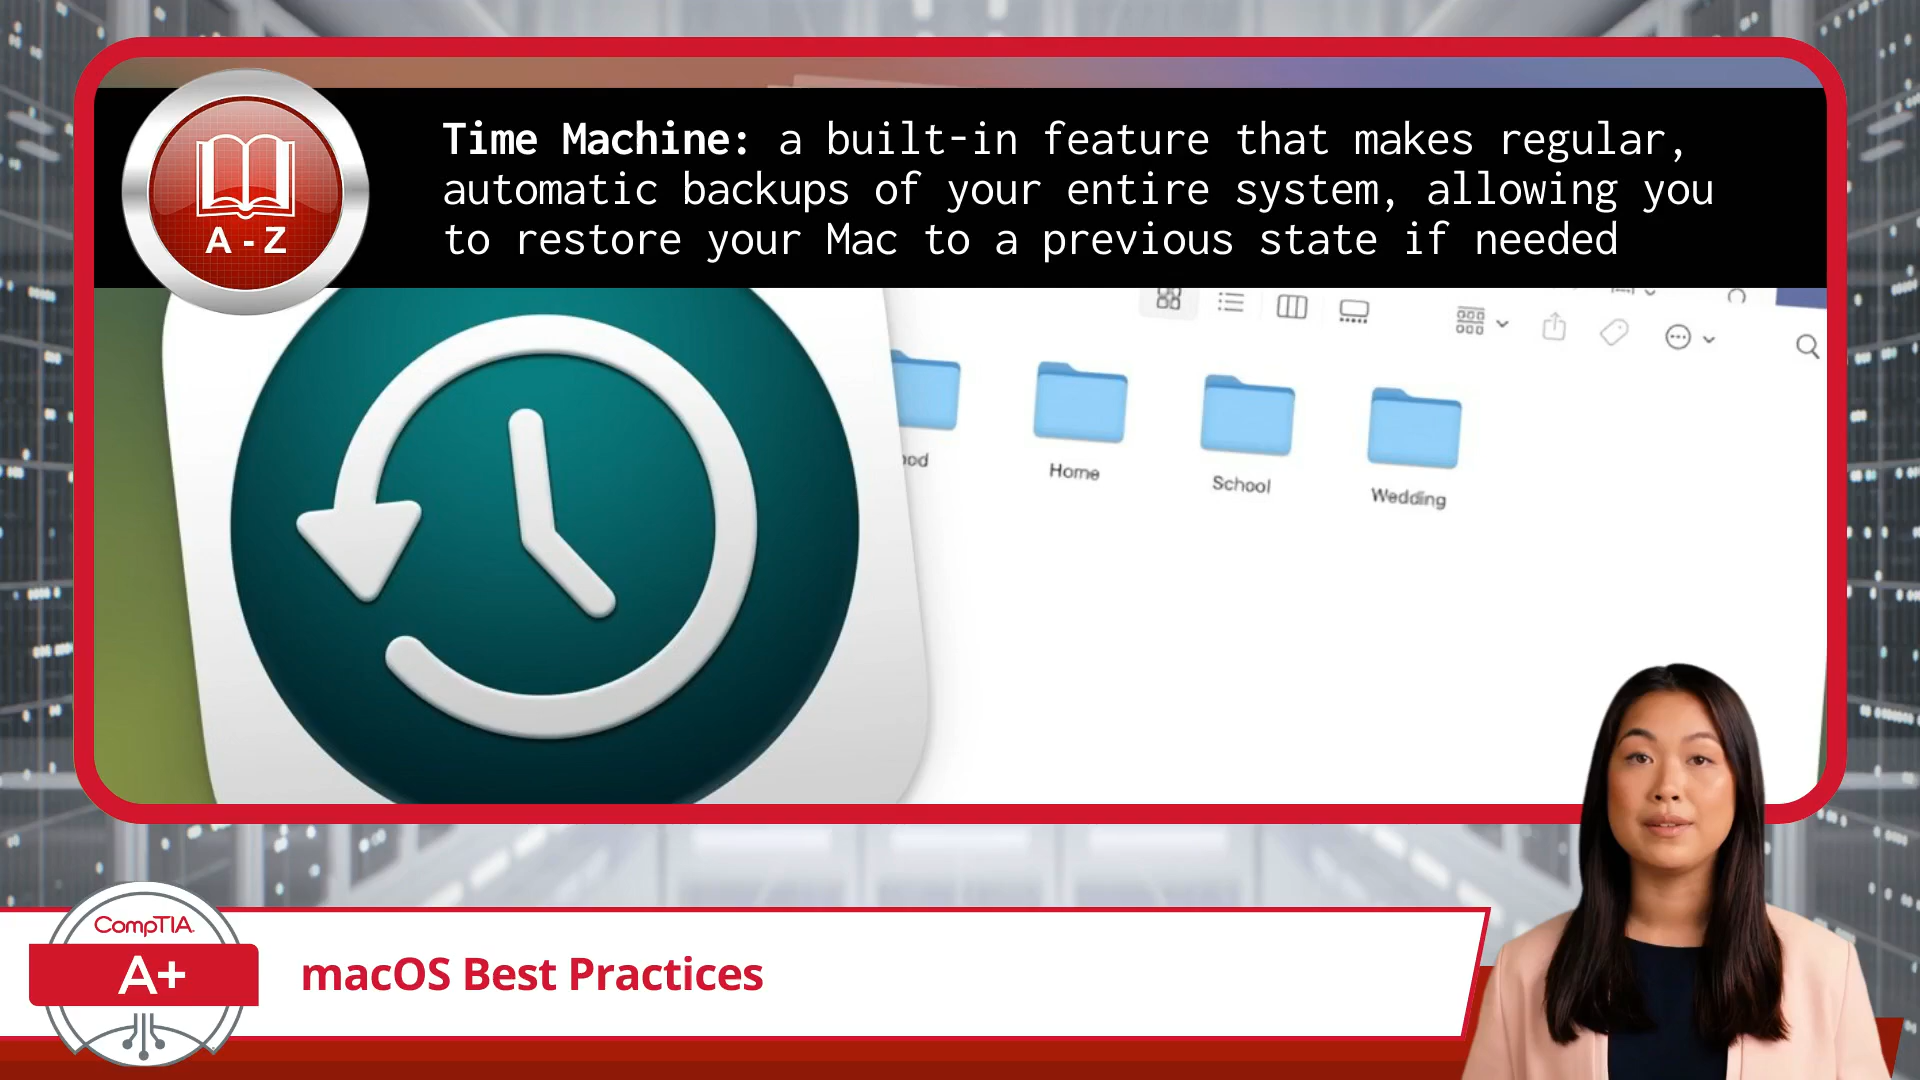 Time Machine: a built-in feature that makes regular,
automatic backups of your entire system, allowing you
to restore your Mac to a previous state if needed
A - Z
Home
School
Wedding
CompTIA.
A+
macOS Best Practices